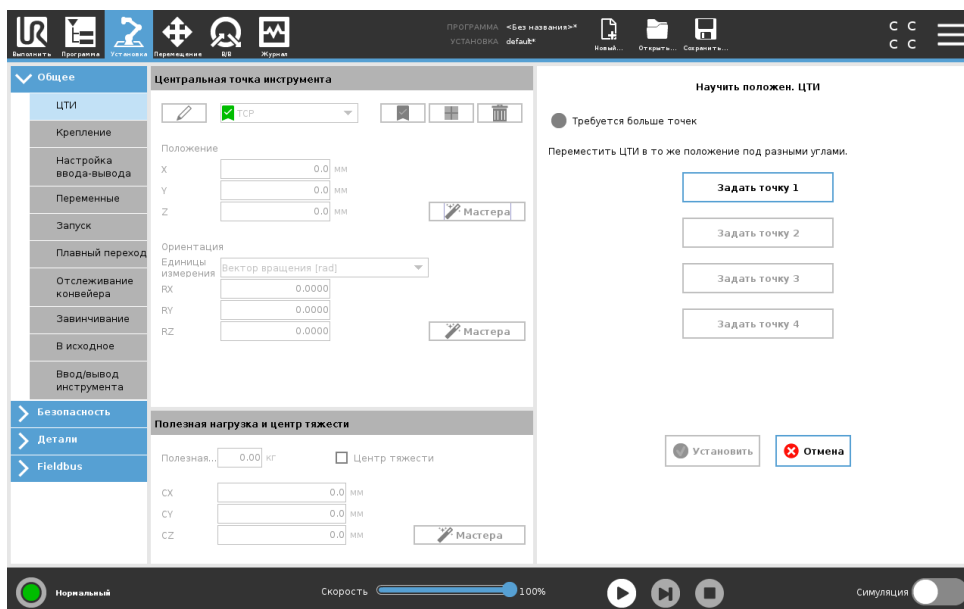 ПРОГРАММА <Без названия>*
УСТАНОВКА default*
Выполнить Программа Установка Перемещение В/В Журнал
Новый... Открыть... Сохранить...
C C
C C
Общее
ЦТИ
Крепление
Настройка
ввода-вывода
Переменные
Запуск
Плавный переход
Отслеживание
конвейера
Завинчивание
В исходное
Ввод/вывод
инструмента
Безопасность
Детали
Fieldbus
Центральная точка инструмента
TCP
Положение
X 0.0 мм
Y 0.0 мм
Z 0.0 мм
Мастера
Ориентация
Единицы
измерения
Вектор вращения [rad]
RX 0.0000
RY 0.0000
RZ 0.0000
Мастера
Полезная нагрузка и центр тяжести
Полезная... 0.00 кг
Центр тяжести
CX 0.0 мм
CY 0.0 мм
CZ 0.0 мм
Мастера
Научить положен. ЦТИ
Требуется больше точек
Переместить ЦТИ в то же положение под разными углами.
Задать точку 1
Задать точку 2
Задать точку 3
Задать точку 4
Установить
Отмена
Нормальный
Скорость 100%
Симуляция